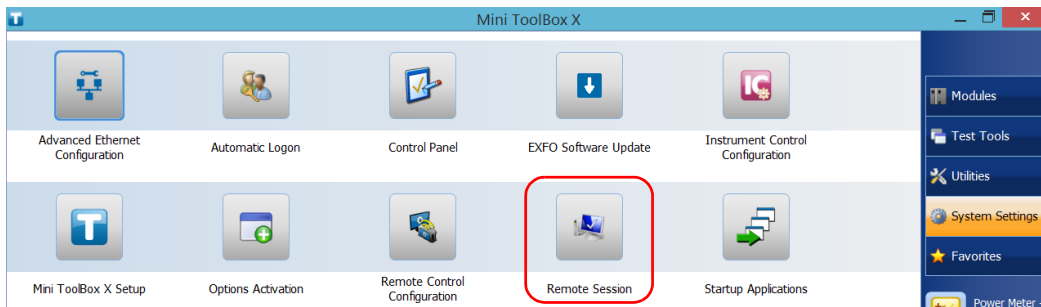 T
Mini ToolBox X
Modules
Advanced Ethernet
Configuration
Automatic Logon
Control Panel
EXFO Software Update
IC
Instrument Control
Configuration
Test Tools
Utilities
T
Mini ToolBox X Setup
Options Activation
Remote Control
Configuration
Remote Session
Startup Applications
System Settings
Favorites
Power Meter -